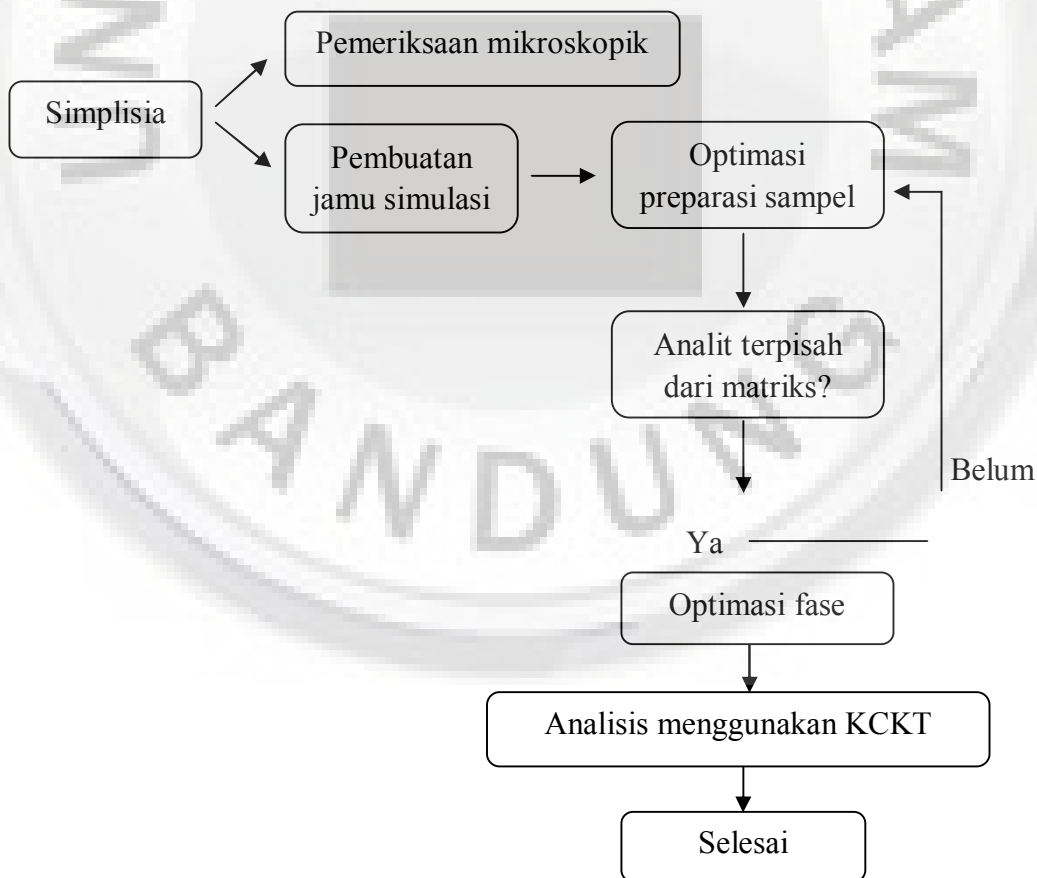 Pemeriksaan mikroskopik
Simplisia
Pembuatan
jamu simulasi
Optimasi
preparasi sampel
Analit terpisah
dari matriks?
Belum
Ya
Optimasi fase
Analisis menggunakan KCKT
Selesai
BANDUNG